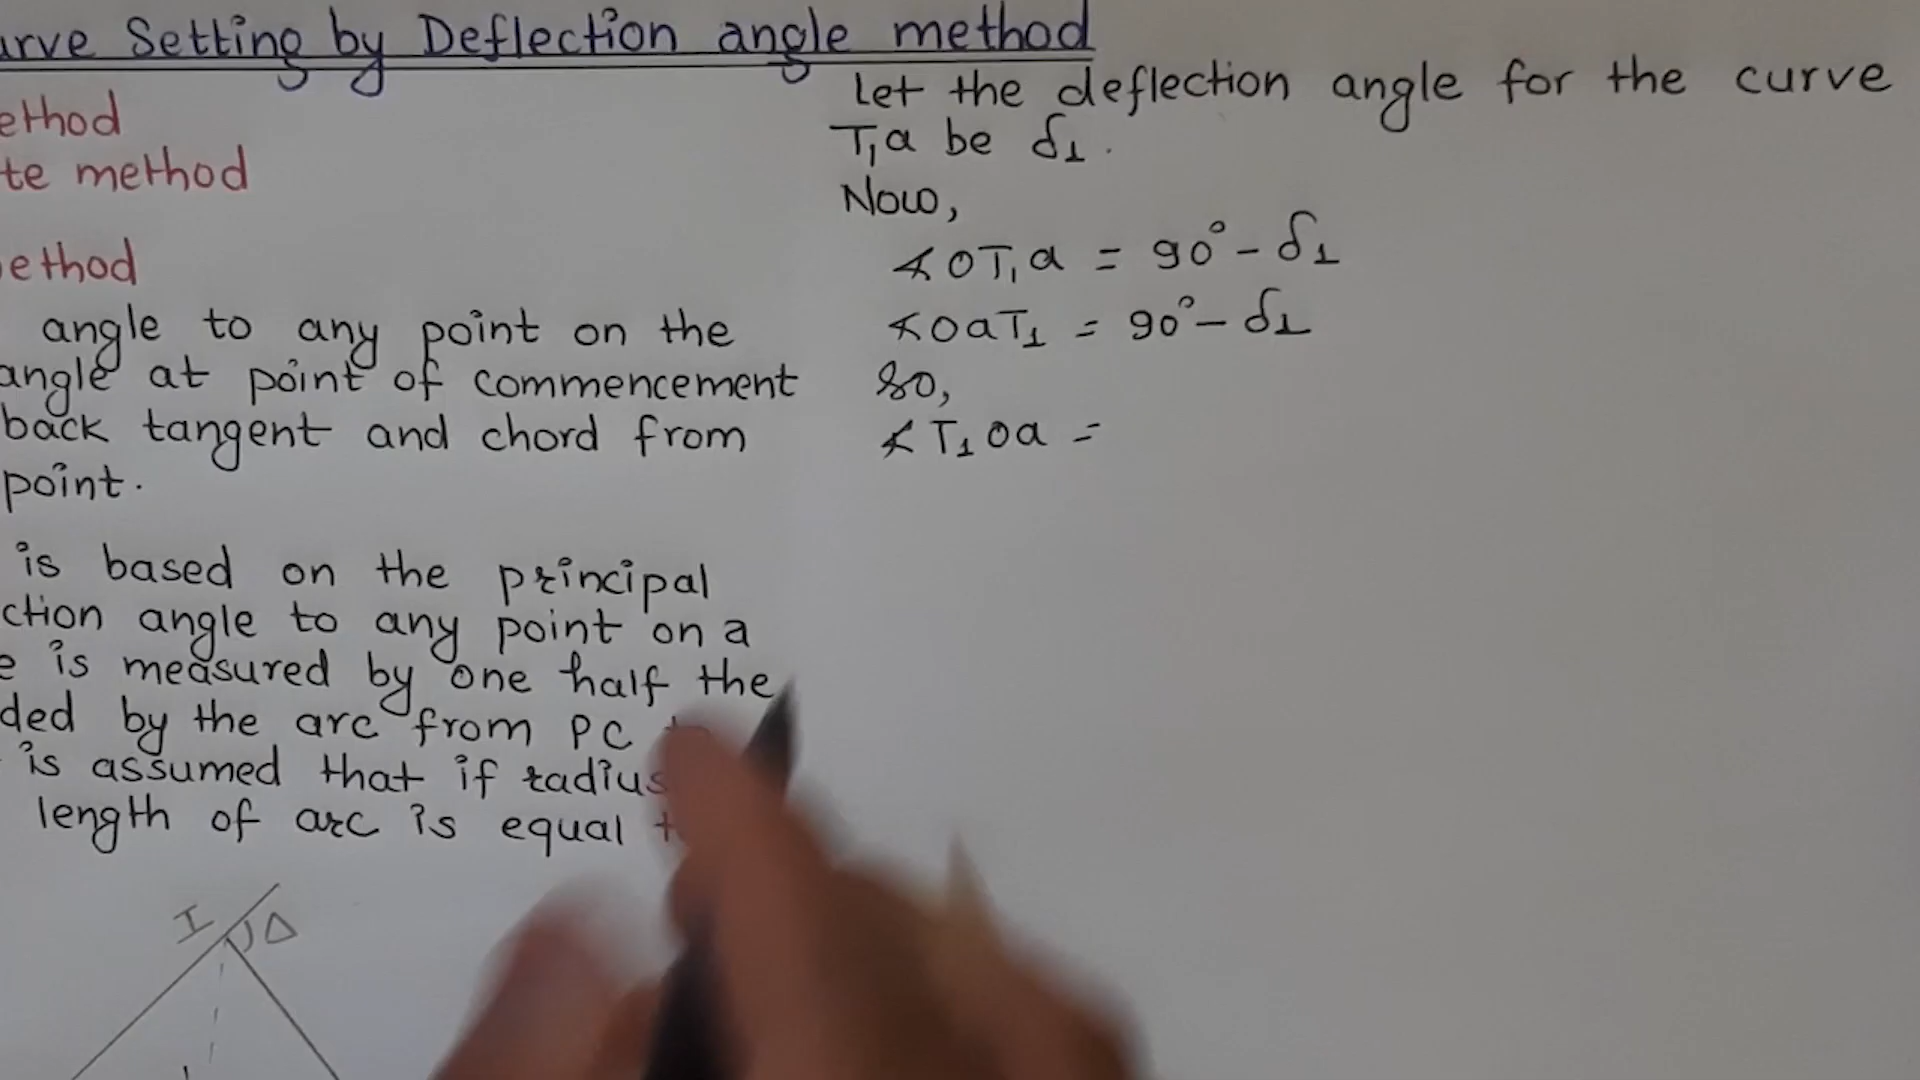 urve Setting by Deflection angle method
ethod
te method
ethod
angle to any point on the
angle at point of commencement
back tangent and chord from
point.
is based on the principal
ction angle to any point on a
e is measured by one half the
ded by the arc from PC
is assumed that if radius
length of arc is equal
I Δ
Let the deflection angle for the curve
T₁a be δ₁.
Now,
∡OT₁a = 90° - δ₁
∡OaT₁ = 90° - δ₁
So,
∡T₁Oa =